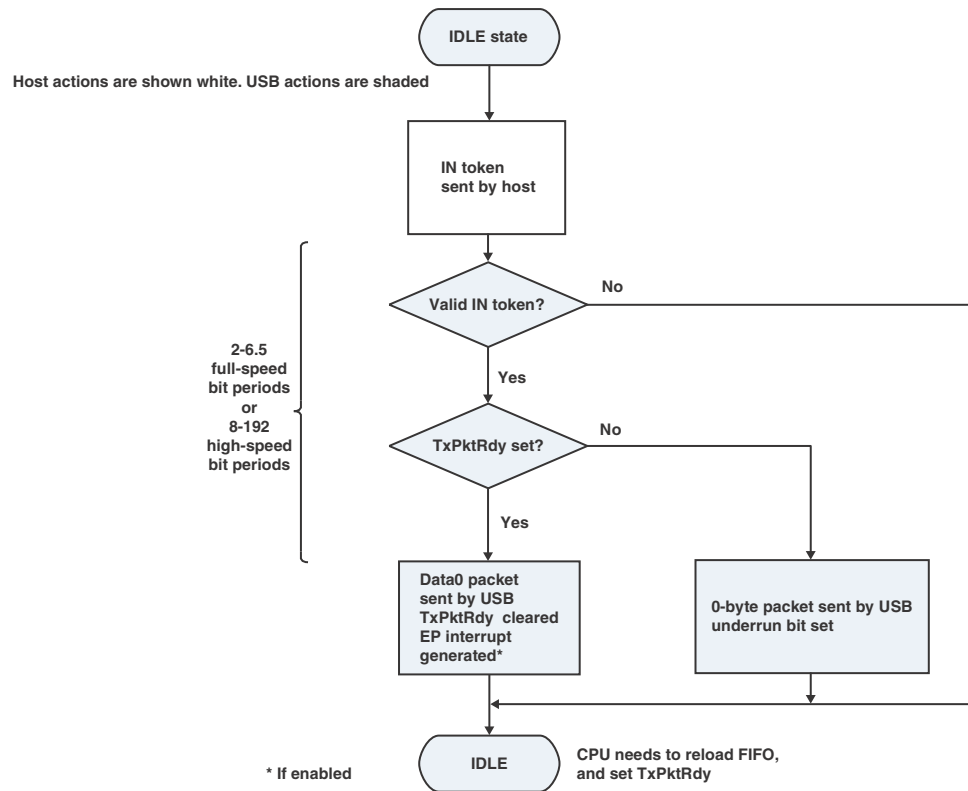 IDLE state
Host actions are shown white. USB actions are shaded
IN token
sent by host
Valid IN token?
No
Yes
2-6.5
full-speed
bit periods
or
8-192
high-speed
bit periods
TxPktRdy set?
No
Yes
Data0 packet
sent by USB
TxPktRdy cleared
EP interrupt
generated*
0-byte packet sent by USB
underrun bit set
IDLE
CPU needs to reload FIFO,
and set TxPktRdy
* If enabled